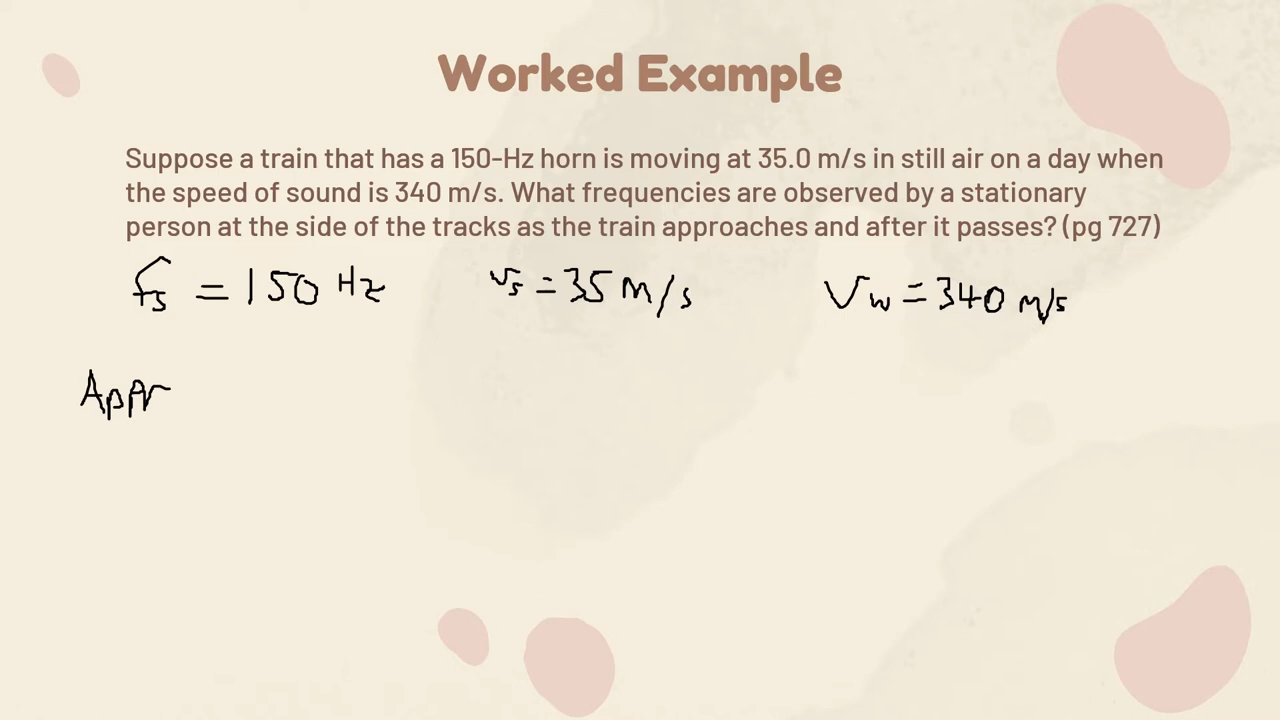 Worked Example
Suppose a train that has a 150-Hz horn is moving at 35.0 m/s in still air on a day when
the speed of sound is 340 m/s. What frequencies are observed by a stationary
person at the side of the tracks as the train approaches and after it passes? (pg 727)
fs = 150 Hz vs = 35 m/s Vw = 340 m/s
Appr